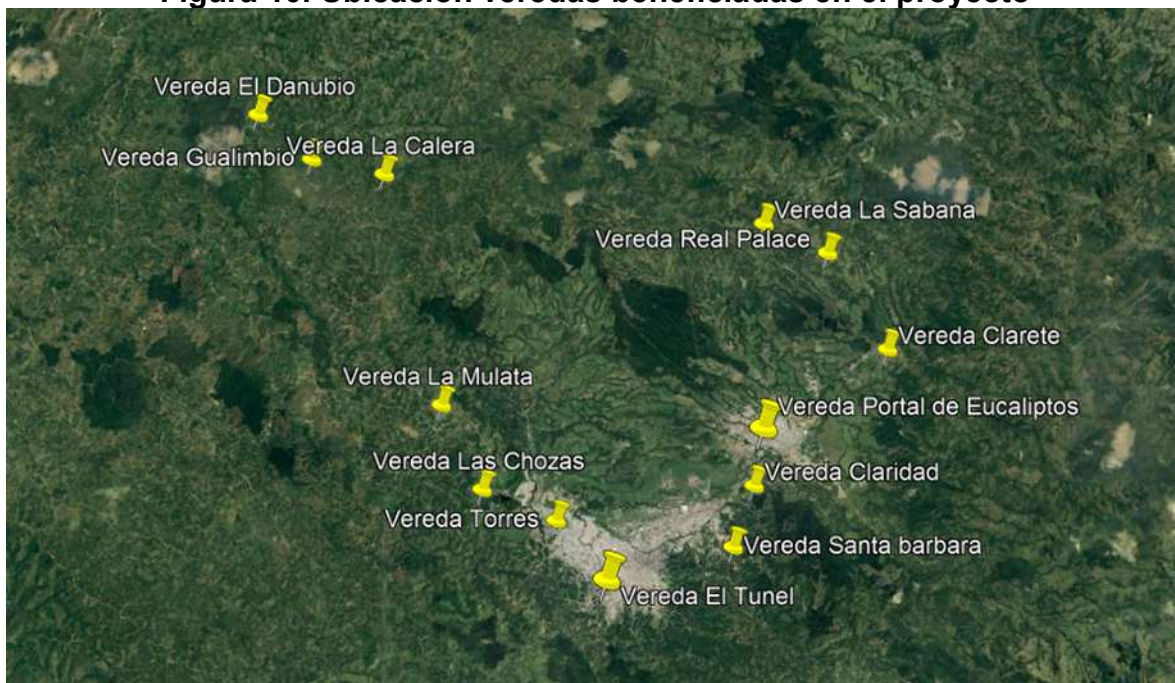 Figura 10. Ubicación veredas beneficiadas en el proyecto
Vereda El Danubio
Vereda La Calera
Vereda Gualimbio
Vereda La Sabana
Vereda Real Palace
Vereda Clarete
Vereda La Mulata
Vereda Portal de Eucaliptos
Vereda Las Chozas
Vereda Claridad
Vereda Torres
Vereda Santa barbara
Vereda El Tunel